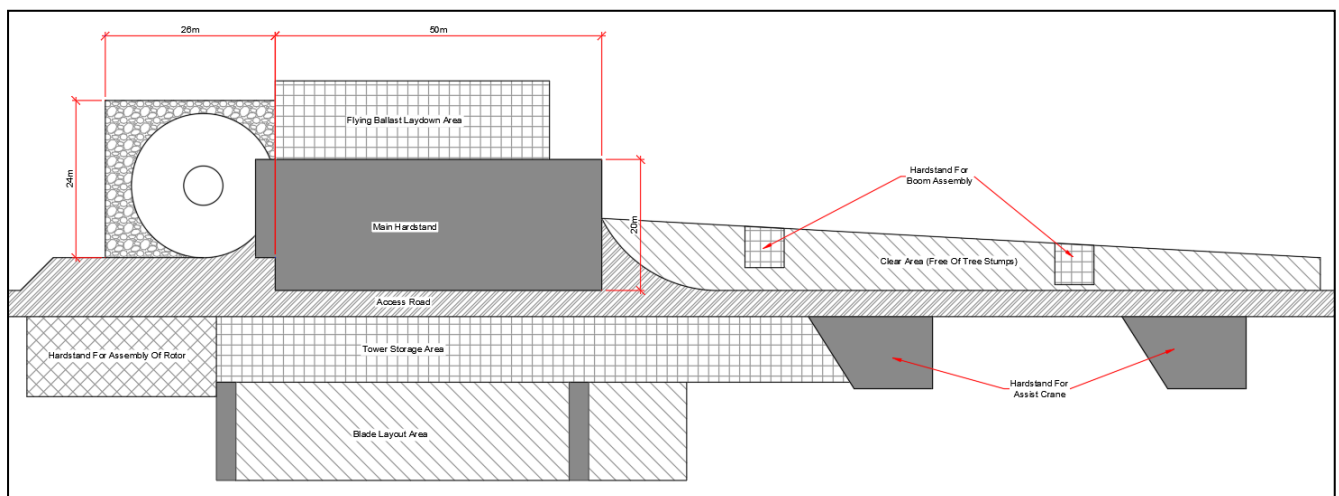 26m
50m
Flying Ballast Laydown Area
24m
Hardstand For
Boom Assembly
Main Hardstand
20m
Clear Area (Free Of Tree Stumps)
Access Road
Hardstand For Assembly Of Rotor
Tower Storage Area
Hardstand For
Assist Crane
Blade Layout Area